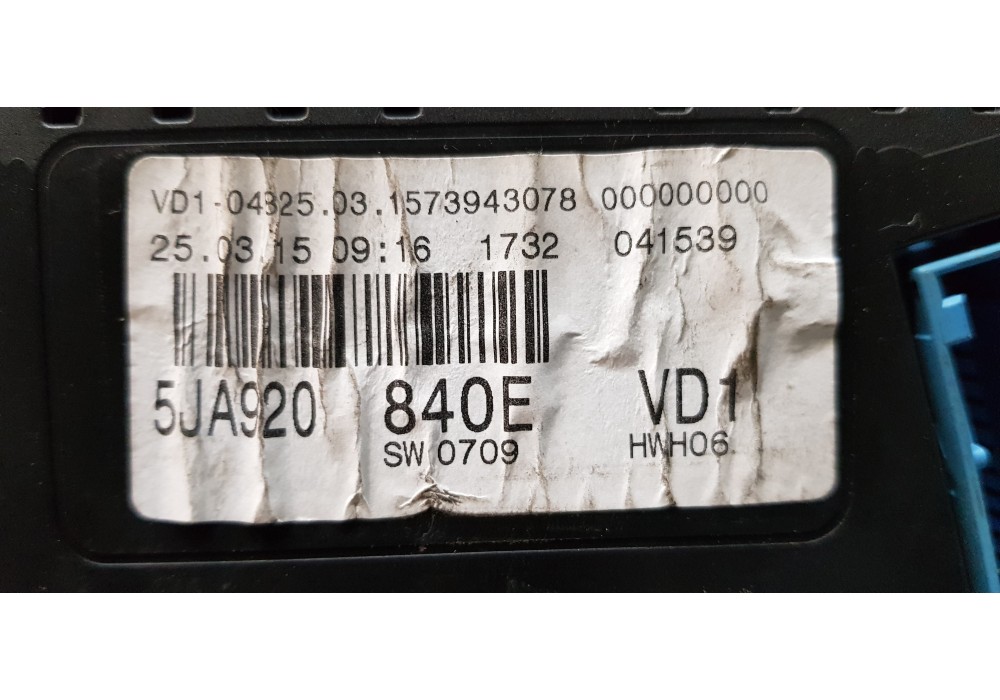 VD1-04325.03.1573943078 000000000
25.03.15 09:16 1732 041539
5JA920 840E VD1
SW 0709 HWH06